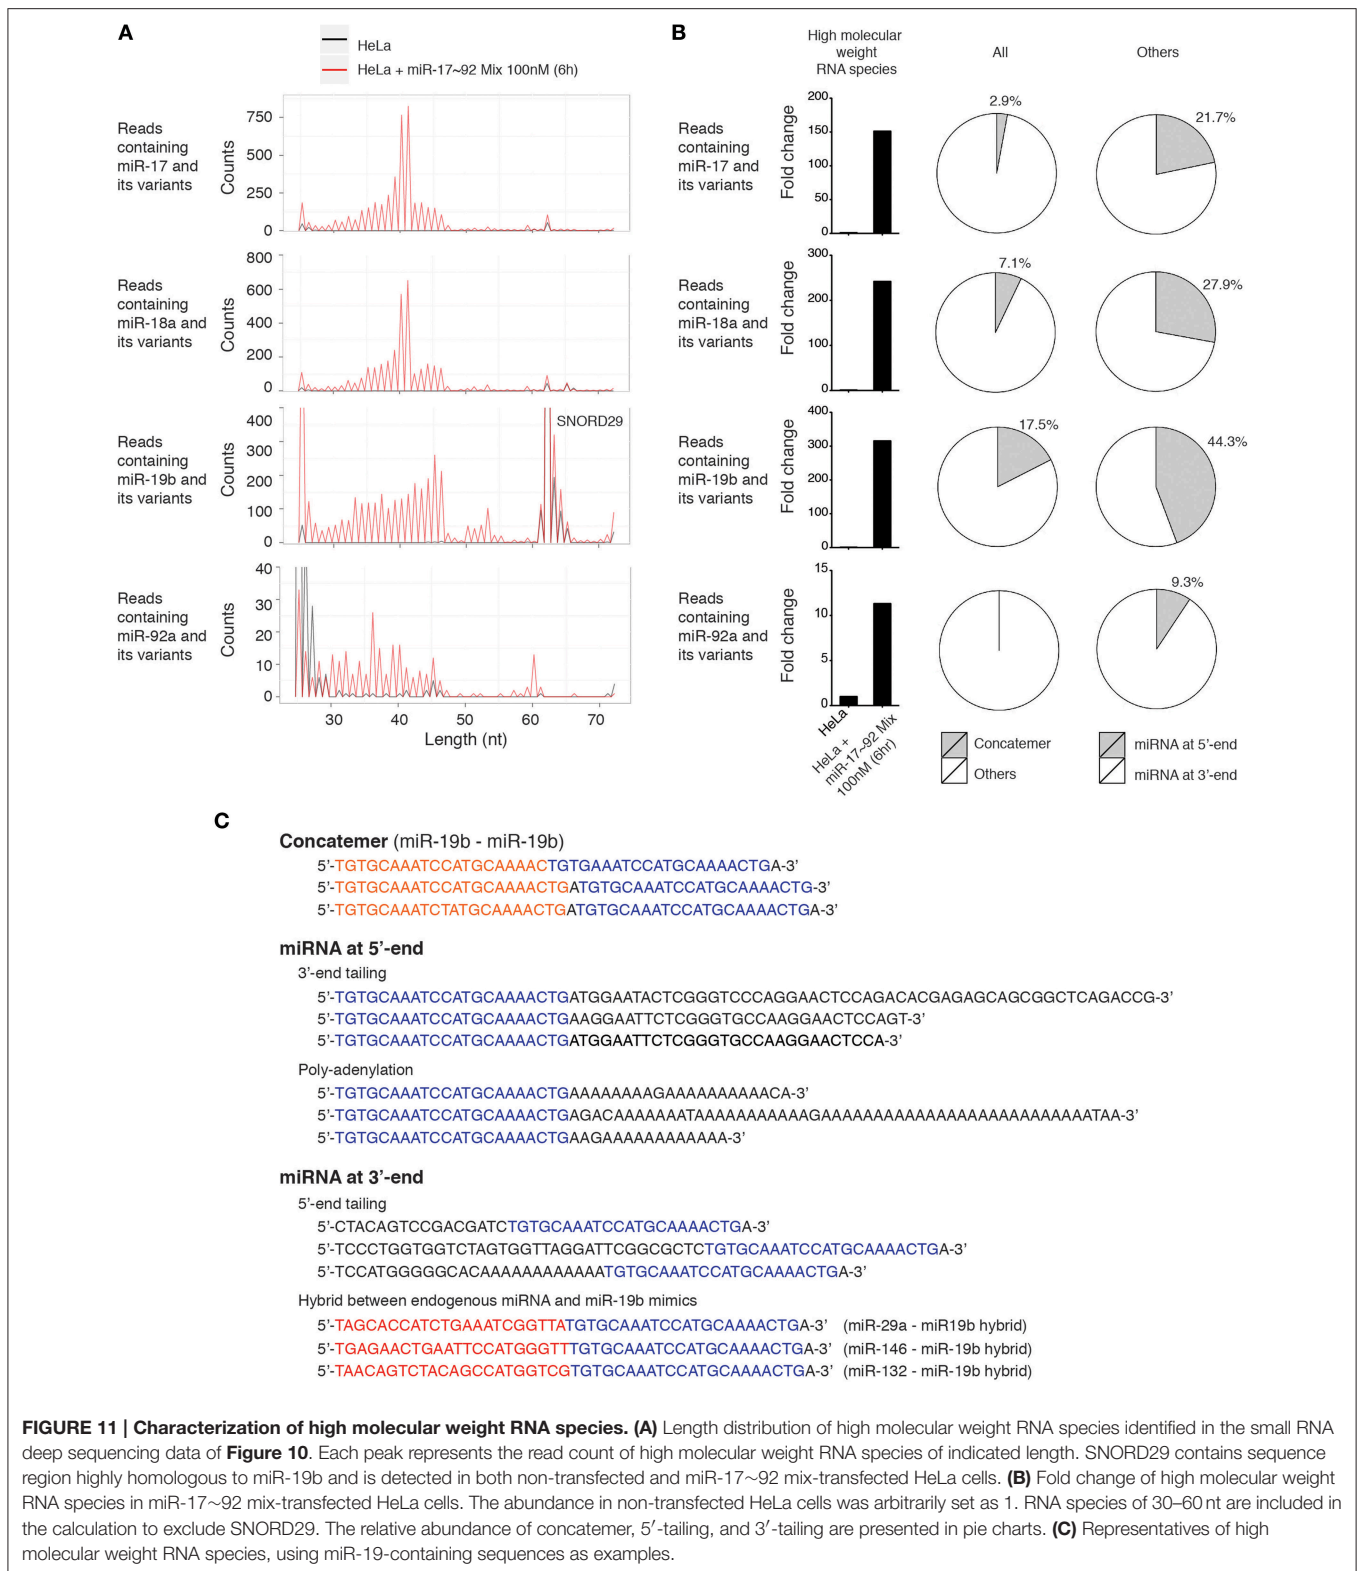 A
HeLa
HeLa + miR-17~92 Mix 100nM (6h)
Reads
containing
miR-17 and
its variants
Counts
750
500
250
0
Reads
containing
miR-18a and
its variants
Counts
800
600
400
200
0
Reads
containing
miR-19b and
its variants
Counts
400
300
200
100
0
SNORD29
Reads
containing
miR-92a and
its variants
Counts
40
30
20
10
0
30 40 50 60 70
Length (nt)
B
High molecular
weight
RNA species
All
Others
Reads
containing
miR-17 and
its variants
Fold change
200
150
100
50
0
2.9%
21.7%
Reads
containing
miR-18a and
its variants
Fold change
300
200
100
0
7.1%
27.9%
Reads
containing
miR-19b and
its variants
Fold change
400
300
200
100
0
17.5%
44.3%
Reads
containing
miR-92a and
its variants
Fold change
15
10
5
0
9.3%
HeLa
HeLa +
miR-17~92 Mix
100nM (6hr)
Concatemer
Others
miRNA at 5'-end
miRNA at 3'-end
C
Concatemer (miR-19b - miR-19b)
5'-TGTGCAAATCCATGCAAAACTGTGAAATCCATGCAAAACTGA-3'
5'-TGTGCAAATCCATGCAAAACTGATGTGCAAATCCATGCAAAACTG-3'
5'-TGTGCAAATCTATGCAAAACTGATGTGCAAATCCATGCAAAACTGA-3'
miRNA at 5'-end
3'-end tailing
5'-TGTGCAAATCCATGCAAAACTGATGGAATACTCGGGTCCCAGGAACTCCAGACACGAGAGCAGCGGCTCAGACCG-3'
5'-TGTGCAAATCCATGCAAAACTGAAGGAATTCTCGGGTGCCAAGGAACTCCAGT-3'
5'-TGTGCAAATCCATGCAAAACTGATGGAATTCTCGGGTGCCAAGGAACTCCA-3'
Poly-adenylation
5'-TGTGCAAATCCATGCAAAACTGAAAAAAAAGAAAAAAAAAACA-3'
5'-TGTGCAAATCCATGCAAAACTGAGACAAAAAAATAAAAAAAAAAAGAAAAAAAAAAAAAAAAAAAAAAAAAATAA-3'
5'-TGTGCAAATCCATGCAAAACTGAAGAAAAAAAAAAAA-3'
miRNA at 3'-end
5'-end tailing
5'-CTACAGTCCGACGATCTGTGCAAATCCATGCAAAACTGA-3'
5'-TCCCTGGTGGTCTAGTGGTTAGGATTCGGCGCTCTGTGCAAATCCATGCAAAACTGA-3'
5'-TCCATGGGGGCACAAAAAAAAAAAATGTGCAAATCCATGCAAAACTGA-3'
Hybrid between endogenous miRNA and miR-19b mimics
5'-TAGCACCATCTGAAATCGGTTATGTGCAAATCCATGCAAAACTGA-3' (miR-29a - miR19b hybrid)
5'-TGAGAACTGAATTCCATGGGTTTGTGCAAATCCATGCAAAACTGA-3' (miR-146 - miR-19b hybrid)
5'-TAACAGTCTACAGCCATGGTCGTGTGCAAATCCATGCAAAACTGA-3' (miR-132 - miR-19b hybrid)
FIGURE 11 | Characterization of high molecular weight RNA species. (A) Length distribution of high molecular weight RNA species identified in the small RNA
deep sequencing data of Figure 10. Each peak represents the read count of high molecular weight RNA species of indicated length. SNORD29 contains sequence
region highly homologous to miR-19b and is detected in both non-transfected and miR-17~92 mix-transfected HeLa cells. (B) Fold change of high molecular weight
RNA species in miR-17~92 mix-transfected HeLa cells. The abundance in non-transfected HeLa cells was arbitrarily set as 1. RNA species of 30–60 nt are included in
the calculation to exclude SNORD29. The relative abundance of concatemer, 5′-tailing, and 3′-tailing are presented in pie charts. (C) Representatives of high
molecular weight RNA species, using miR-19-containing sequences as examples.